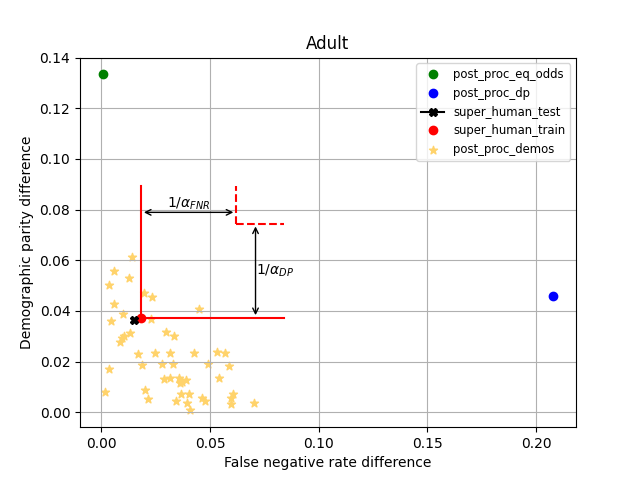 Adult
0.14
0.12
0.10
0.08
0.06
0.04
0.02
0.00
Demographic parity difference
post_proc_eq_odds
post_proc_dp
super_human_test
super_human_train
post_proc_demos
1/α_FNR
1/α_DP
0.00 0.05 0.10 0.15 0.20
False negative rate difference